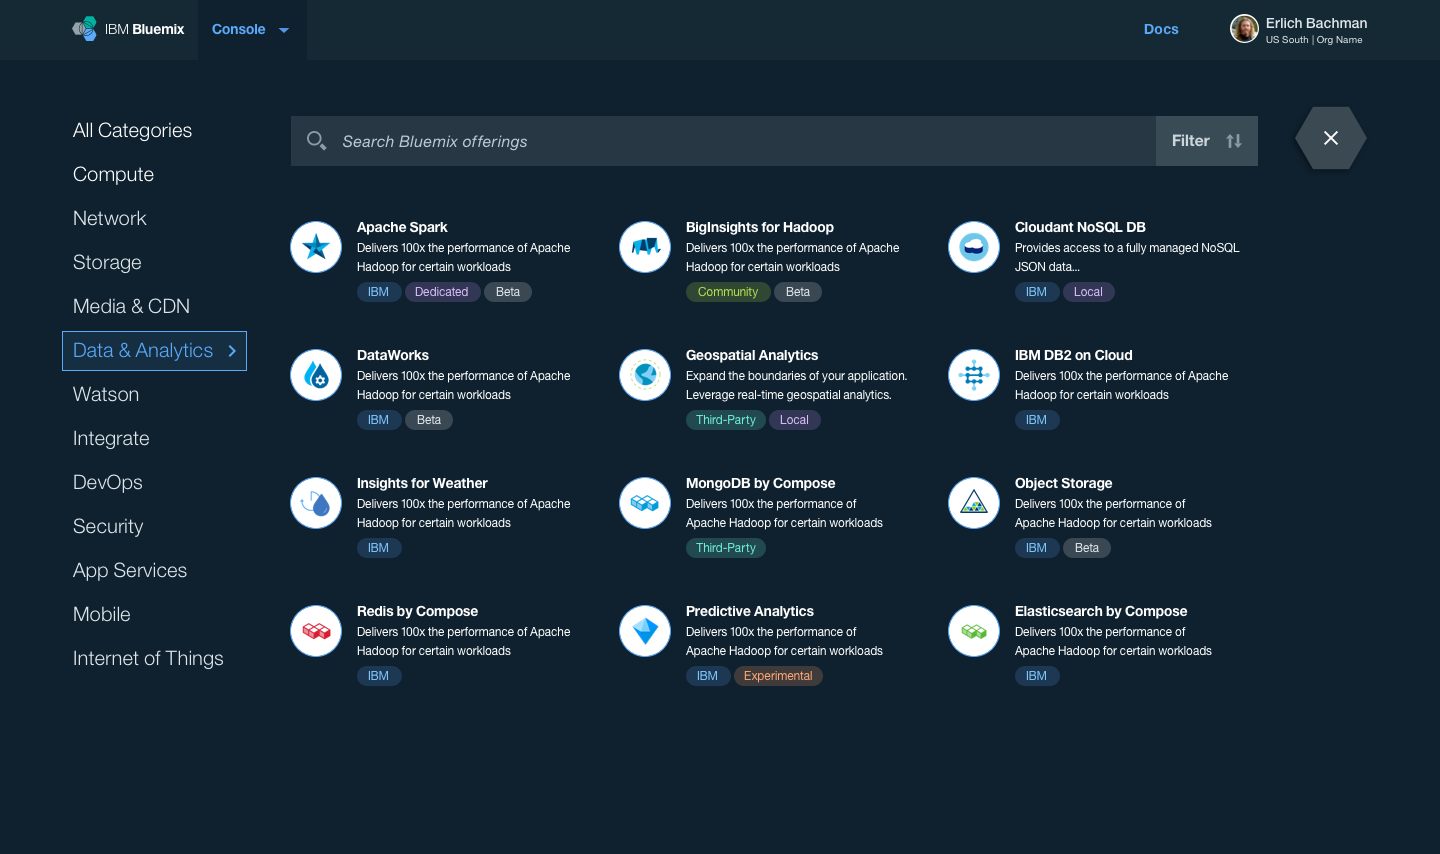 IBM Bluemix
Console
Docs
Erlich Bachman
US South | Org Name
All Categories
Compute
Network
Storage
Media & CDN
Data & Analytics
Watson
Integrate
DevOps
Security
App Services
Mobile
Internet of Things
Search Bluemix offerings
Filter
Apache Spark
Delivers 100x the performance of Apache
Hadoop for certain workloads
IBM Dedicated Beta
BigInsights for Hadoop
Delivers 100x the performance of Apache
Hadoop for certain workloads
Community Beta
Cloudant NoSQL DB
Provides access to a fully managed NoSQL
JSON data...
IBM Local
DataWorks
Delivers 100x the performance of Apache
Hadoop for certain workloads
IBM Beta
Geospatial Analytics
Expand the boundaries of your application.
Leverage real-time geospatial analytics.
Third-Party Local
IBM DB2 on Cloud
Delivers 100x the performance of Apache
Hadoop for certain workloads
IBM
Insights for Weather
Delivers 100x the performance of Apache
Hadoop for certain workloads
IBM
MongoDB by Compose
Delivers 100x the performance of
Apache Hadoop for certain workloads
Third-Party
Object Storage
Delivers 100x the performance of
Apache Hadoop for certain workloads
IBM Beta
Redis by Compose
Delivers 100x the performance of Apache
Hadoop for certain workloads
IBM
Predictive Analytics
Delivers 100x the performance of
Apache Hadoop for certain workloads
IBM Experimental
Elasticsearch by Compose
Delivers 100x the performance of
Apache Hadoop for certain workloads
IBM